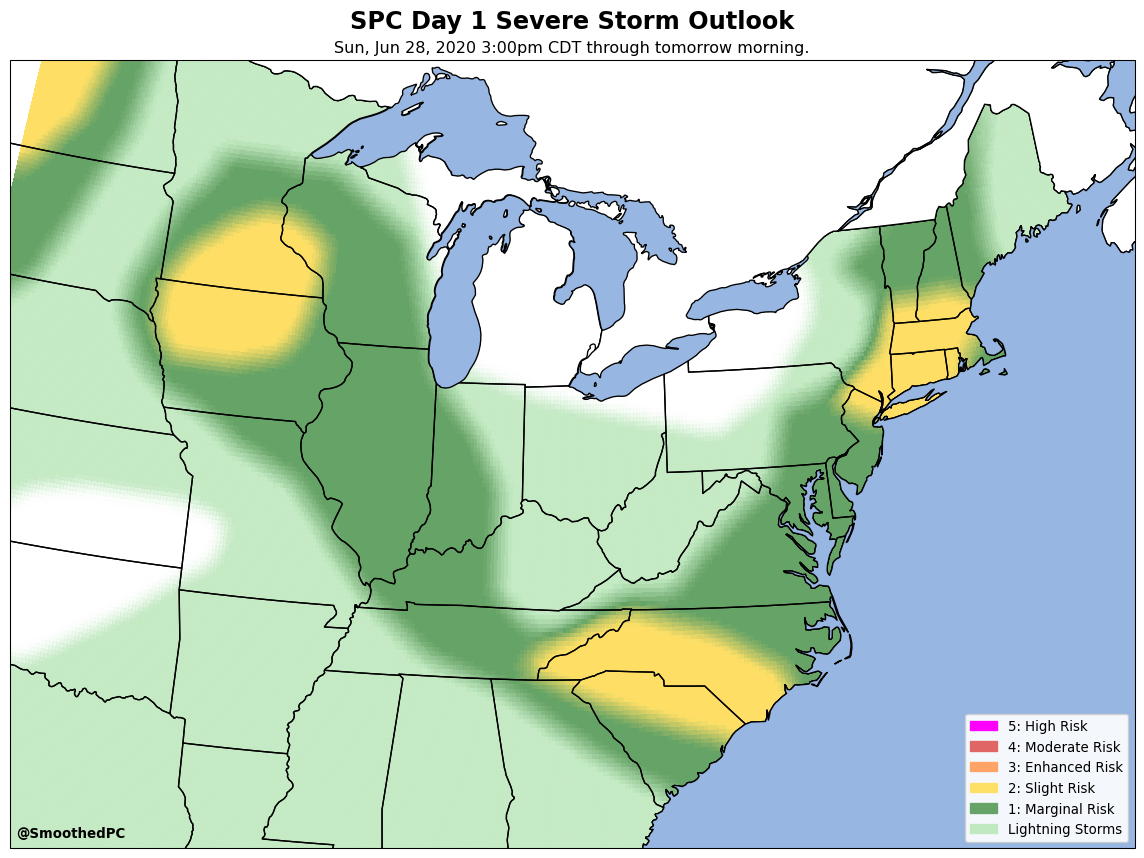 SPC Day 1 Severe Storm Outlook
Sun, Jun 28, 2020 3:00pm CDT through tomorrow morning.
5: High Risk
4: Moderate Risk
3: Enhanced Risk
2: Slight Risk
1: Marginal Risk
Lightning Storms
@SmoothedPC